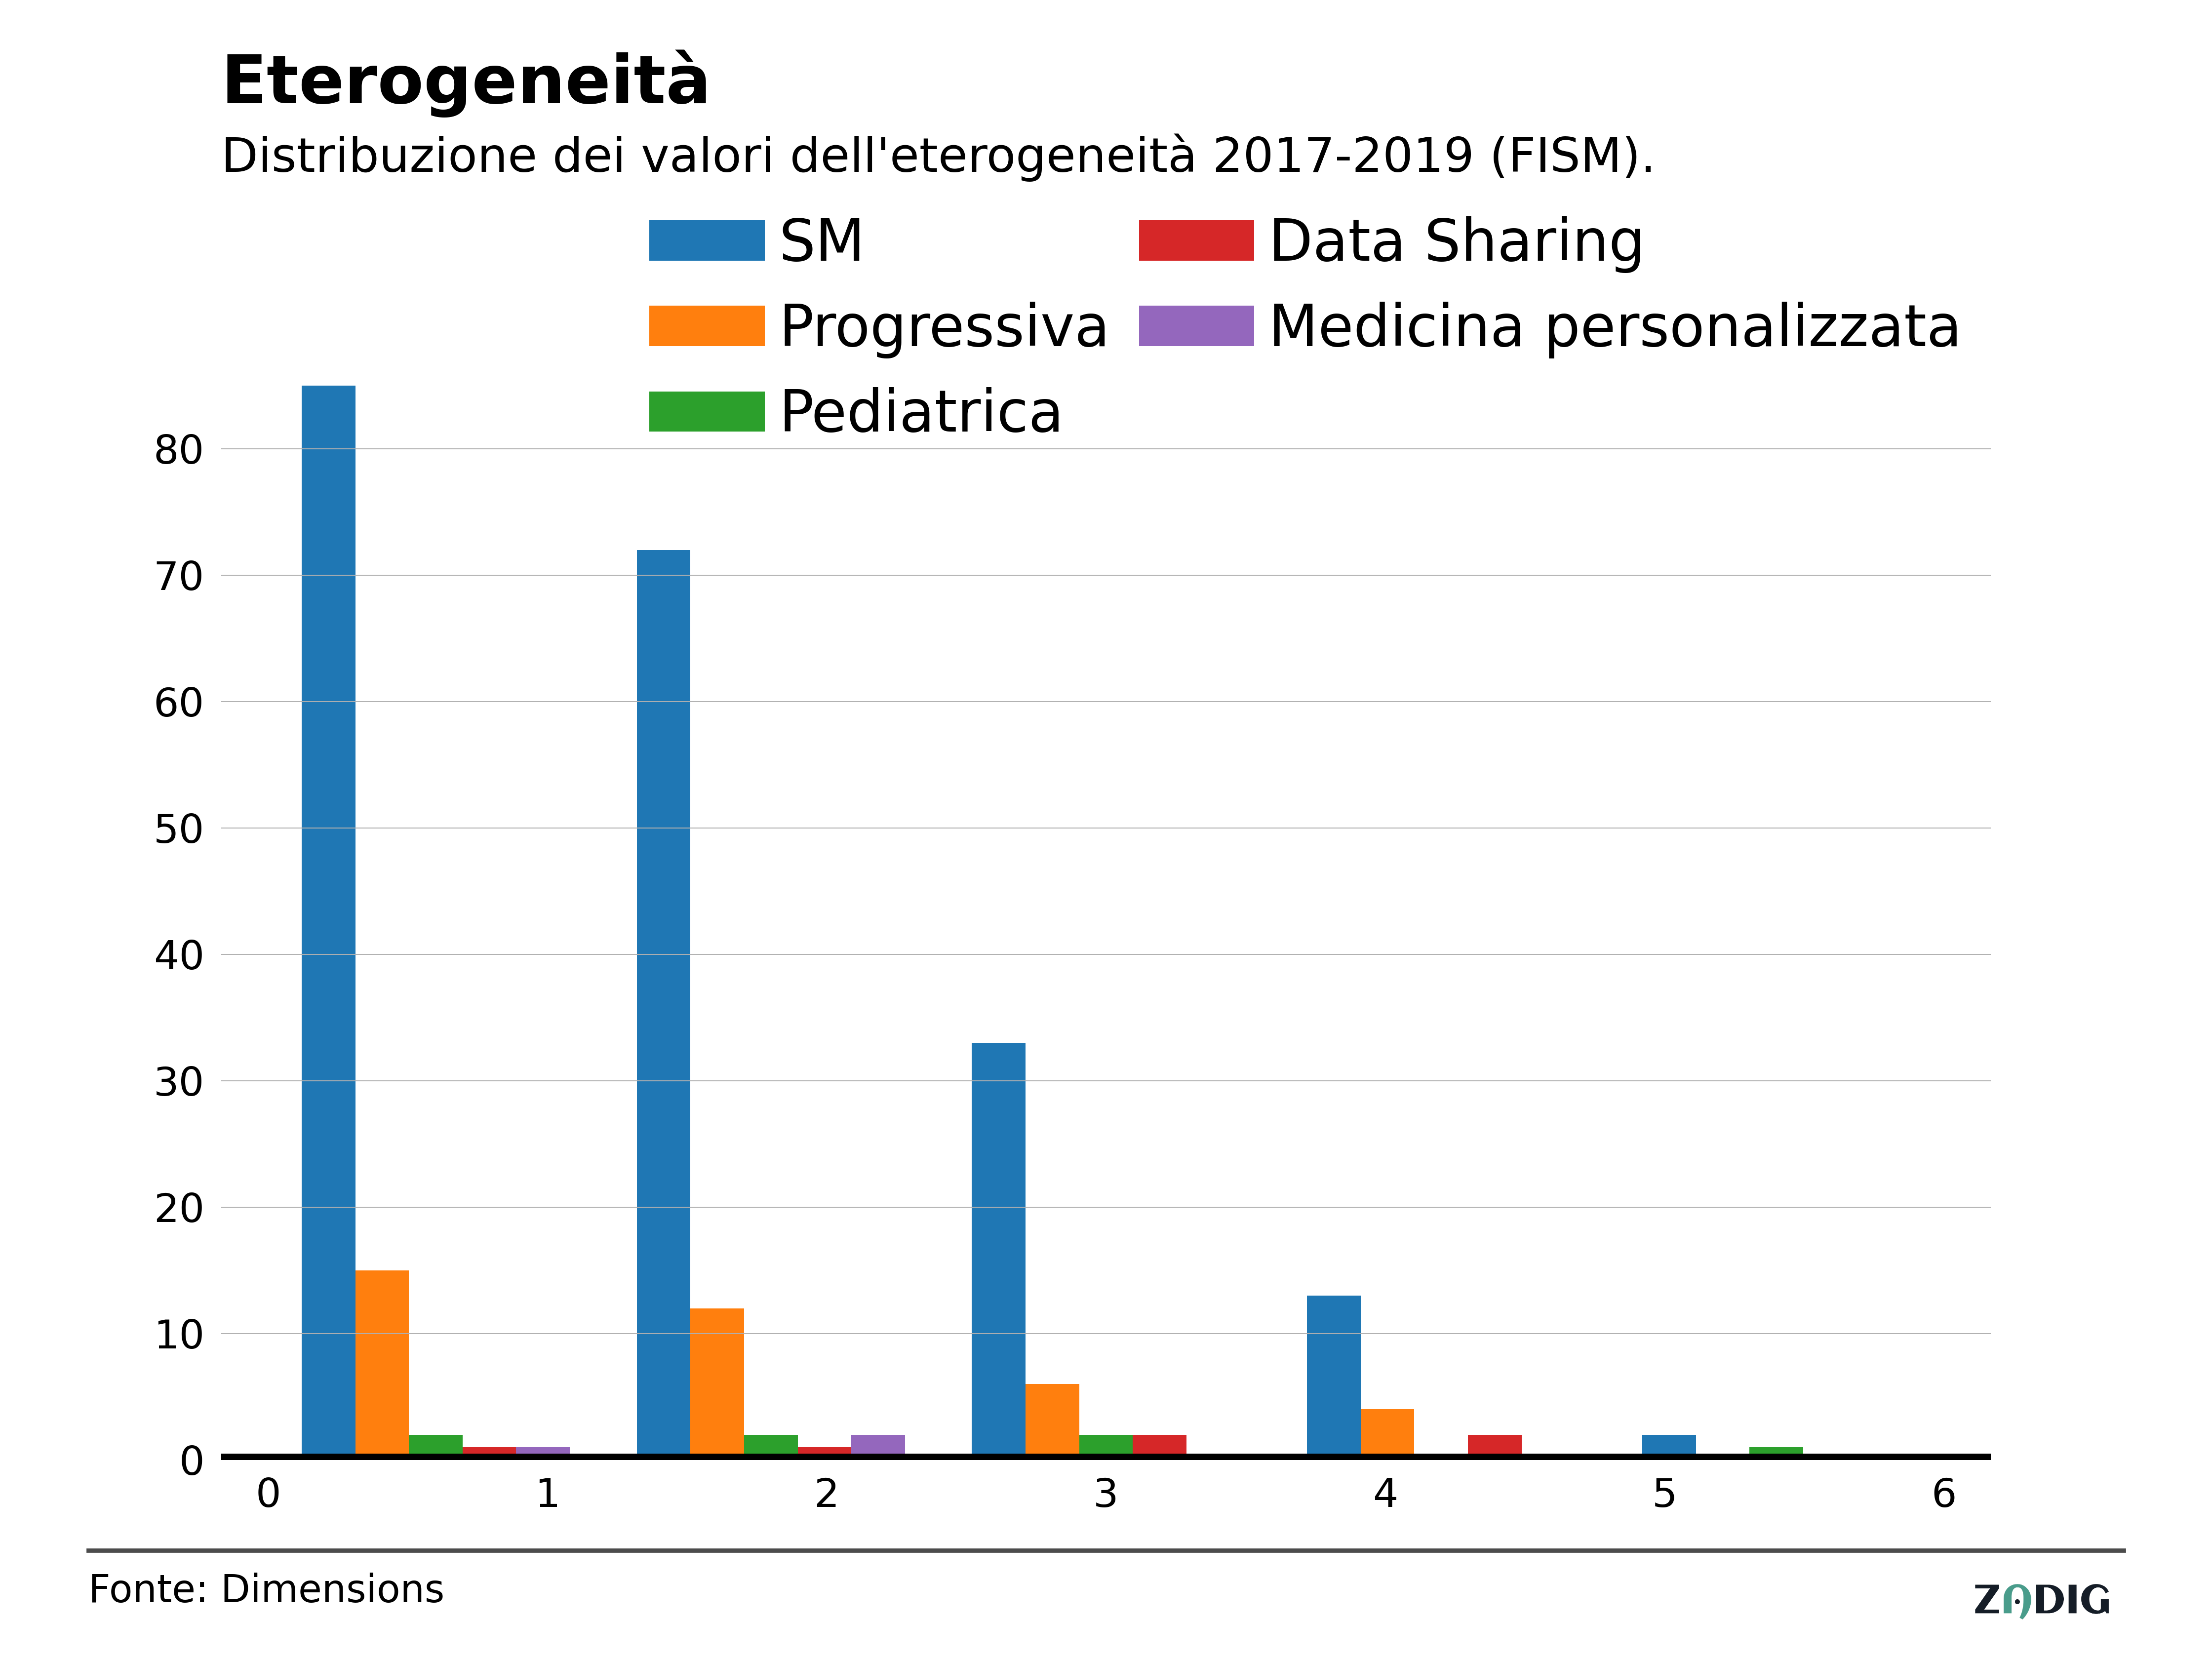 Eterogeneità
Distribuzione dei valori dell'eterogeneità 2017-2019 (FISM).
SM
Progressiva
Pediatrica
Data Sharing
Medicina personalizzata
80
70
60
50
40
30
20
10
0
0 1 2 3 4 5 6
Fonte: Dimensions
ZADIG